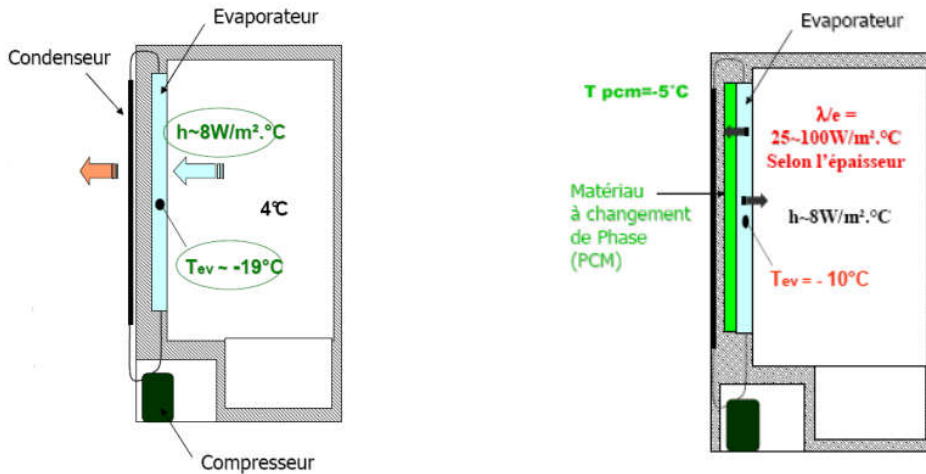 Evaporateur
Condenseur
h~8W/m².°C
4°C
Tev ~ -19°C
Compresseur
Evaporateur
T pcm=-5°C
λ/e =
25~100W/m².°C
Selon l'épaisseur
Matériau
à changement
de Phase
(PCM)
h~8W/m².°C
Tev = - 10°C